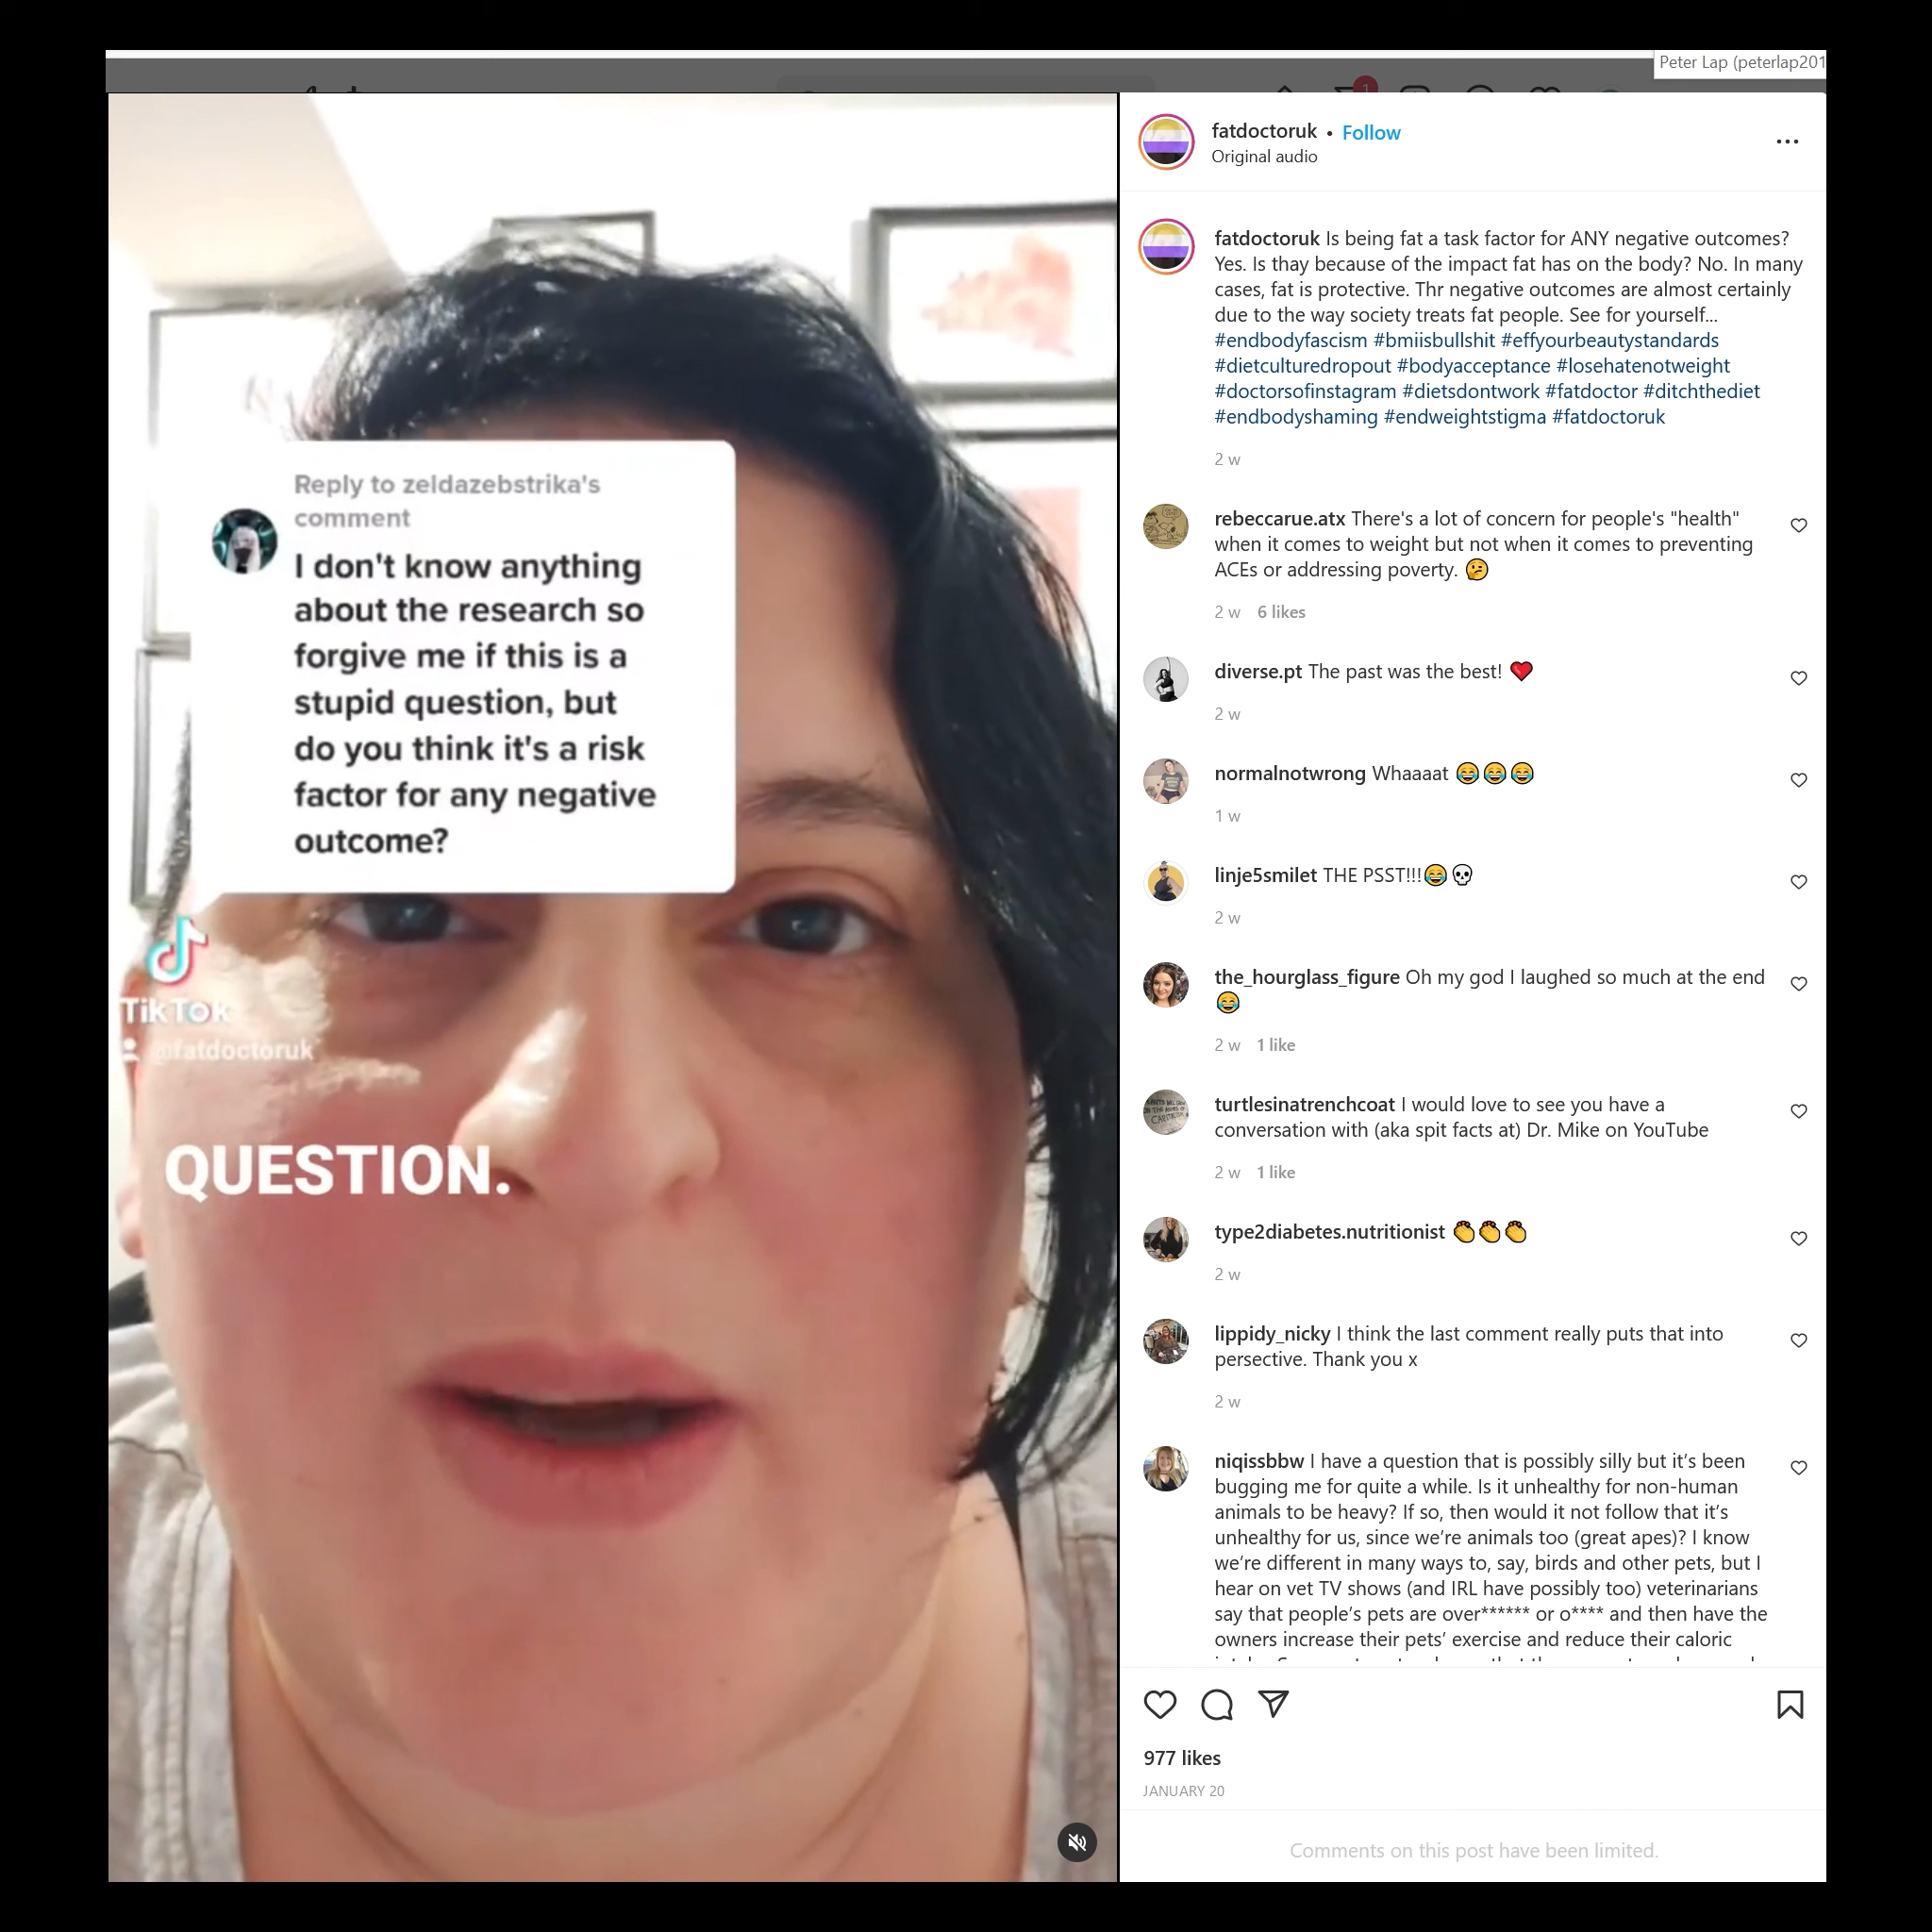 Peter Lap (peterlap201
1
Reply to zeldazebstrika's
comment
I don't know anything
about the research so
forgive me if this is a
stupid question, but
do you think it's a risk
factor for any negative
outcome?
TikTok
@fatdoctoruk
QUESTION.
fatdoctoruk • Follow
Original audio
fatdoctoruk Is being fat a task factor for ANY negative outcomes?
Yes. Is thay because of the impact fat has on the body? No. In many
cases, fat is protective. Thr negative outcomes are almost certainly
due to the way society treats fat people. See for yourself...
#endbodyfascism #bmiisbullshit #effyourbeautystandards
#dietculturedropout #bodyacceptance #losehatenotweight
#doctorsofinstagram #dietsdontwork #fatdoctor #ditchthediet
#endbodyshaming #endweightstigma #fatdoctoruk
2 w
rebeccarue.atx There's a lot of concern for people's "health"
when it comes to weight but not when it comes to preventing
ACEs or addressing poverty. 🤔
2 w 6 likes
diverse.pt The past was the best! ❤️
2 w
normalnotwrong Whaaaat 😂😂😂
1 w
linje5smilet THE PSST!!!😂💀
2 w
the_hourglass_figure Oh my god I laughed so much at the end
😂
2 w 1 like
turtlesinatrenchcoat I would love to see you have a
conversation with (aka spit facts at) Dr. Mike on YouTube
2 w 1 like
type2diabetes.nutritionist 👏👏👏
2 w
lippidy_nicky I think the last comment really puts that into
persective. Thank you x
2 w
niqissbbw I have a question that is possibly silly but it’s been
bugging me for quite a while. Is it unhealthy for non-human
animals to be heavy? If so, then would it not follow that it’s
unhealthy for us, since we’re animals too (great apes)? I know
we’re different in many ways to, say, birds and other pets, but I
hear on vet TV shows (and IRL have possibly too) veterinarians
say that people’s pets are over****** or o**** and then have the
owners increase their pets’ exercise and reduce their caloric
977 likes
JANUARY 20
Comments on this post have been limited.